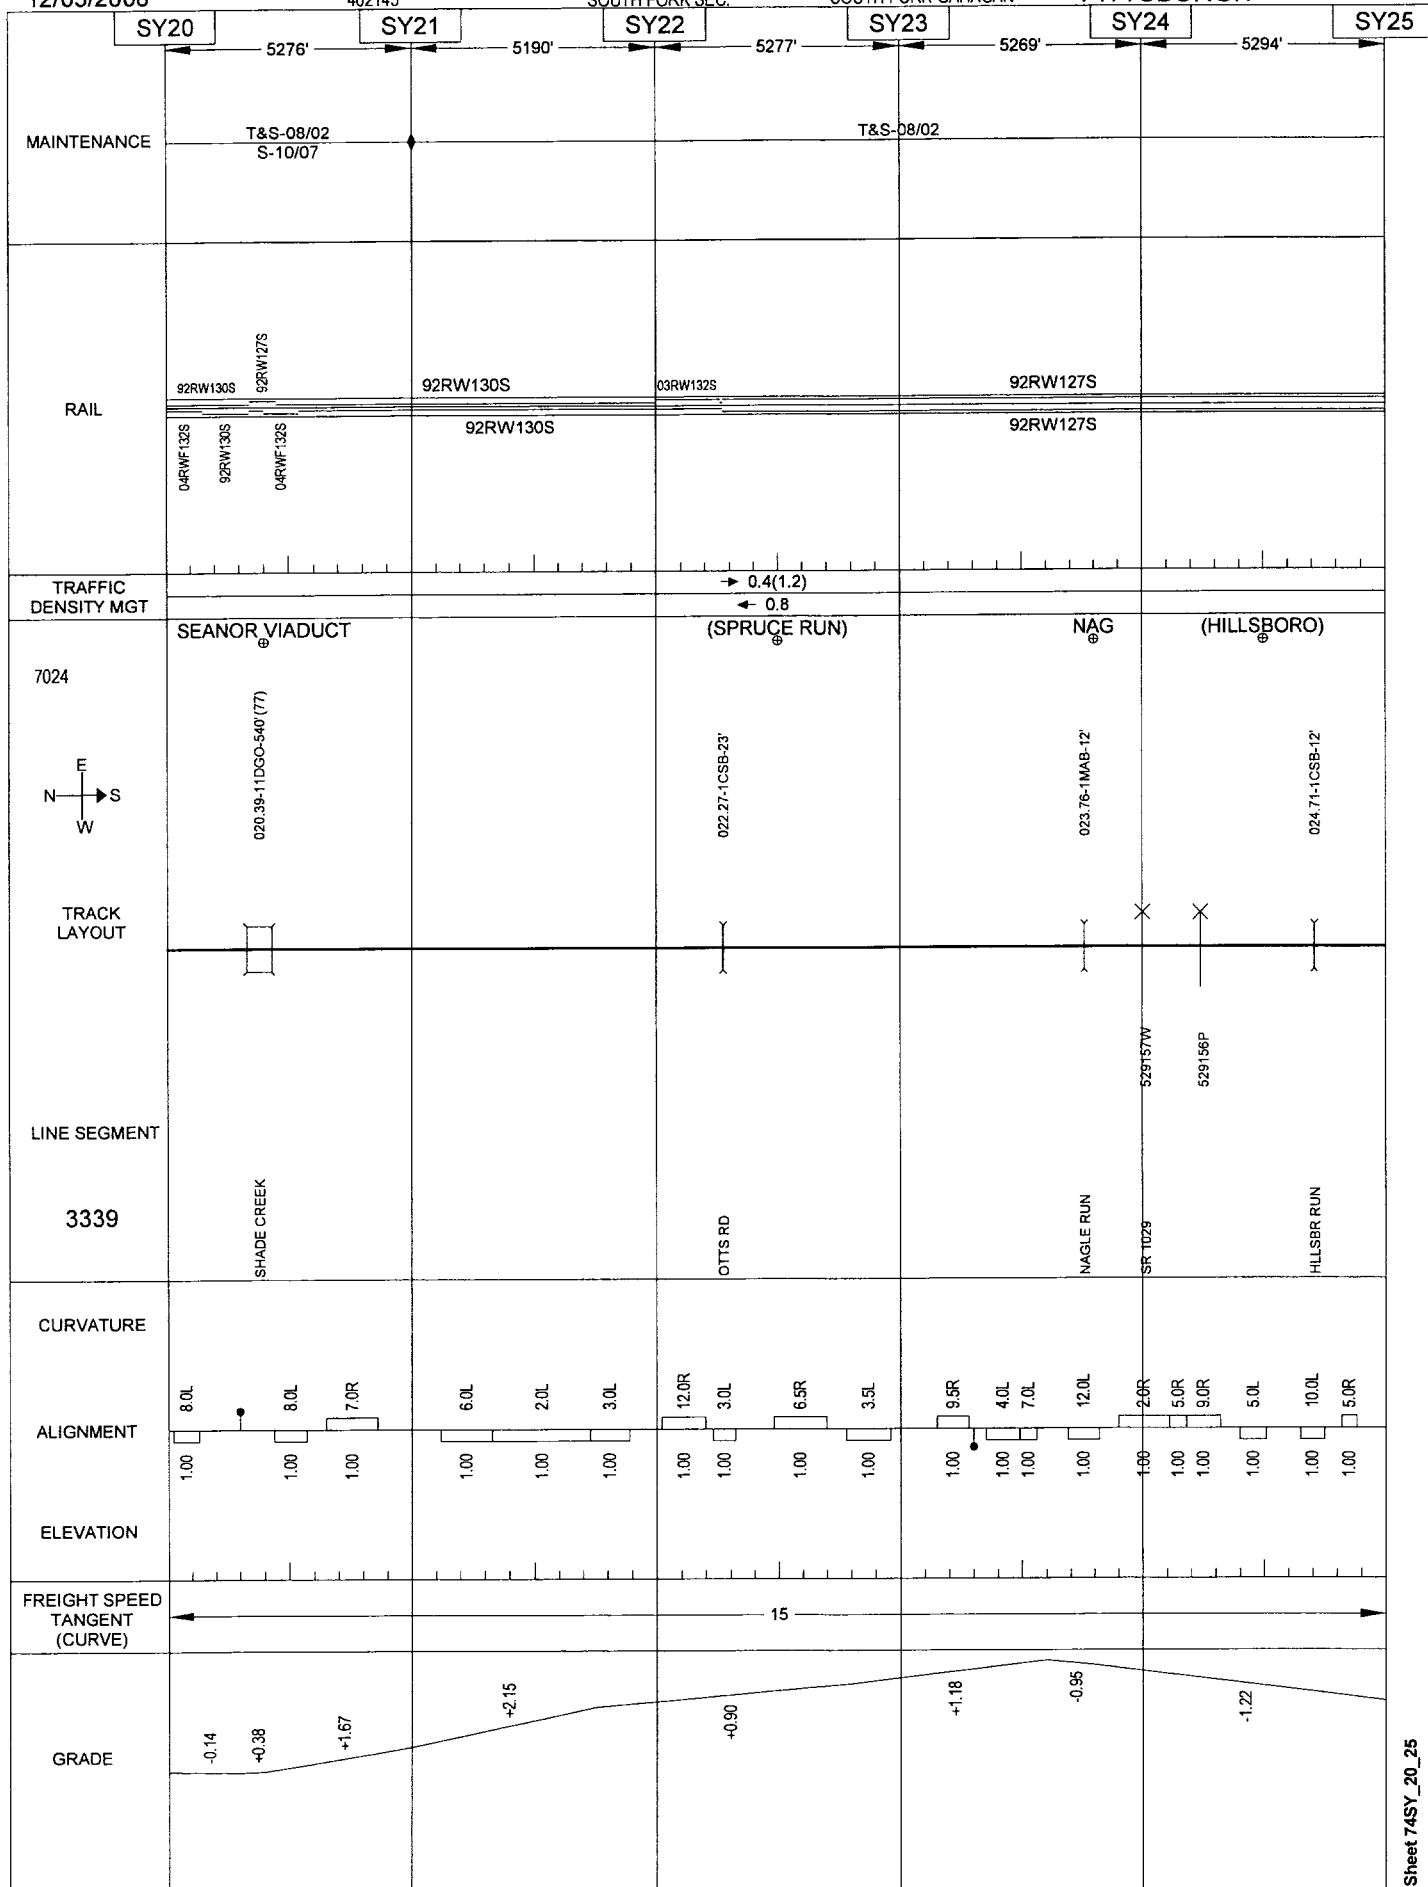 SY20 SY21 SY22 SY23 SY24 SY25
5276' 5190' 5277' 5269' 5294'
MAINTENANCE
T&S-08/02
S-10/07
T&S-08/02
RAIL
92RW130S
92RW127S
92RW130S
03RW132S
92RW127S
04RWF132S
92RW130S
04RWF132S
92RW130S
92RW127S
TRAFFIC
DENSITY MGT
→ 0.4(1.2)
← 0.8
SEANOR VIADUCT (SPRUCE RUN) NAG (HILLSBORO)
7024
E
N S
W
020.39-11DGO-540'(77)
022.27-1CSB-23'
023.76-1MAB-12'
024.71-1CSB-12'
TRACK
LAYOUT
529157W
529156P
LINE SEGMENT
3339
SHADE CREEK
OTTS RD
NAGLE RUN
SR 1029
HLLSBR RUN
CURVATURE
8.0L 8.0L 7.0R 6.0L 2.0L 3.0L 12.0R 3.0L 6.5R 3.5L 9.5R 4.0L 7.0L 12.0L 2.0R 5.0R 9.0R 5.0L 10.0L 5.0R
ALIGNMENT
1.00 1.00 1.00 1.00 1.00 1.00 1.00 1.00 1.00 1.00 1.00 1.00 1.00 1.00 1.00 1.00 1.00 1.00 1.00 1.00
ELEVATION
FREIGHT SPEED
TANGENT
(CURVE)
15
GRADE
-0.14 +0.38 +1.67 +2.15 +0.90 +1.18 -0.95 -1.22
Sheet 74SY_20_25